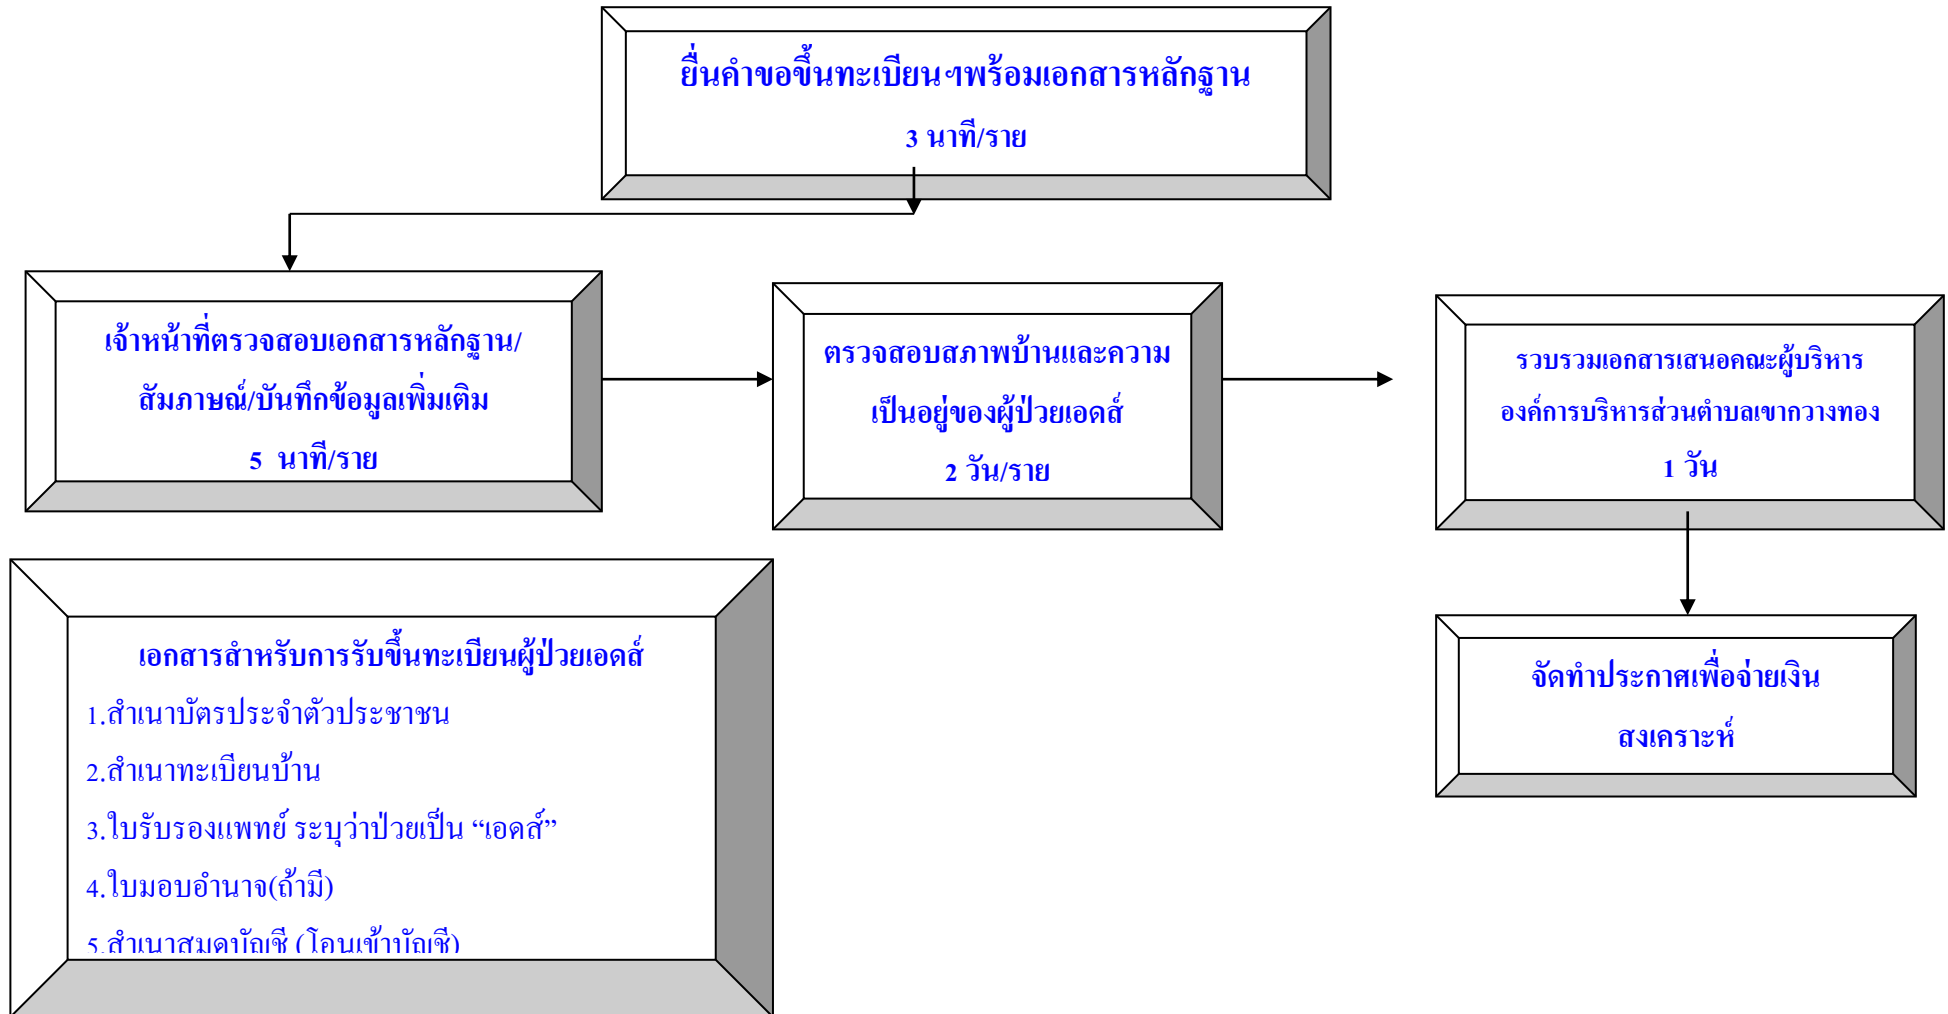 ยื่นคำขอขึ้นทะเบียนฯพร้อมเอกสารหลักฐาน
3 นาที/ราย
เจ้าหน้าที่ตรวจสอบเอกสารหลักฐาน/
สัมภาษณ์/บันทึกข้อมูลเพิ่มเติม
5 นาที/ราย
ตรวจสอบสภาพบ้านและความ
เป็นอยู่ของผู้ป่วยเอดส์
2 วัน/ราย
รวบรวมเอกสารเสนอคณะผู้บริหาร
องค์การบริหารส่วนตำบลเขากวางทอง
1 วัน
จัดทำประกาศเพื่อจ่ายเงิน
สงเคราะห์
เอกสารสำหรับการรับขึ้นทะเบียนผู้ป่วยเอดส์
1.สำเนาบัตรประจำตัวประชาชน
2.สำเนาทะเบียนบ้าน
3.ใบรับรองแพทย์ ระบุว่าป่วยเป็น “เอดส์”
4.ใบมอบอำนาจ(ถ้ามี)
5.สำเนาสมุดบัญชี (โอนเข้าบัญชี)